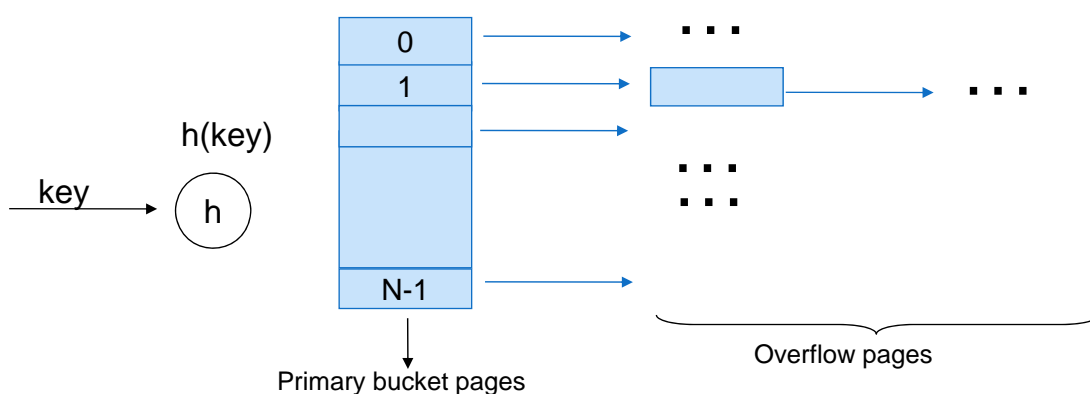 0
1
h(key)
key
h
N-1
Overflow pages
Primary bucket pages